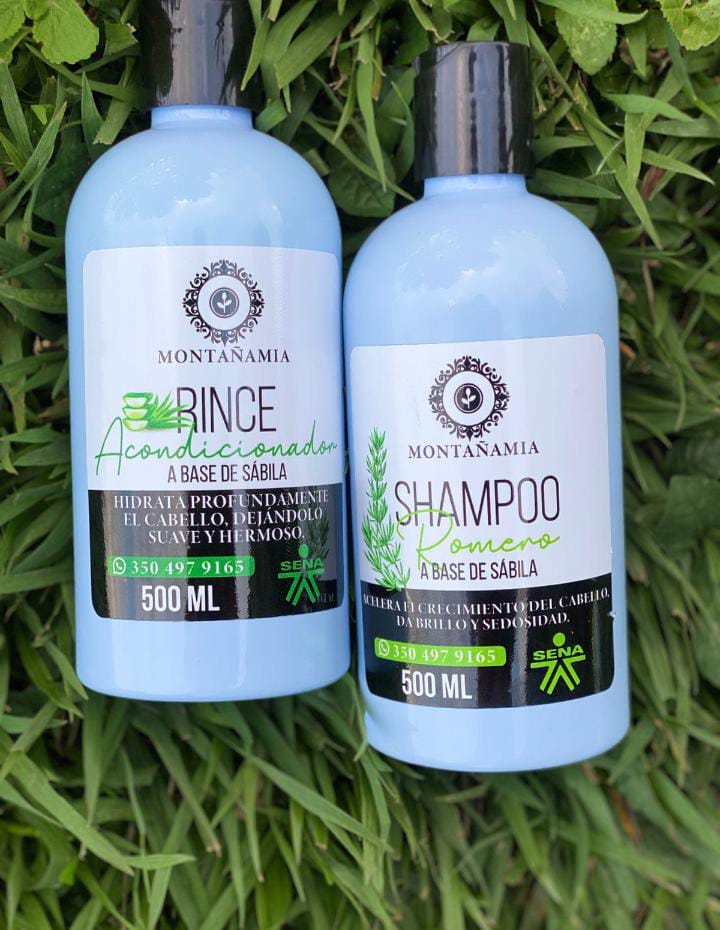 MONTAÑAMIA
RINCE
Acondicionador
A BASE DE SÁBILA
HIDRATA PROFUNDAMENTE
EL CABELLO, DEJÁNDOLO
SUAVE Y HERMOSO.
350 497 9165
500 ML
SENA
MONTAÑAMIA
SHAMPOO
Romero
A BASE DE SÁBILA
ACELERA El CRECIMIENTO DEL CABELLO,
DA BRILLO Y SEDOSIDAD.
350 497 9165
500 ML
SENA